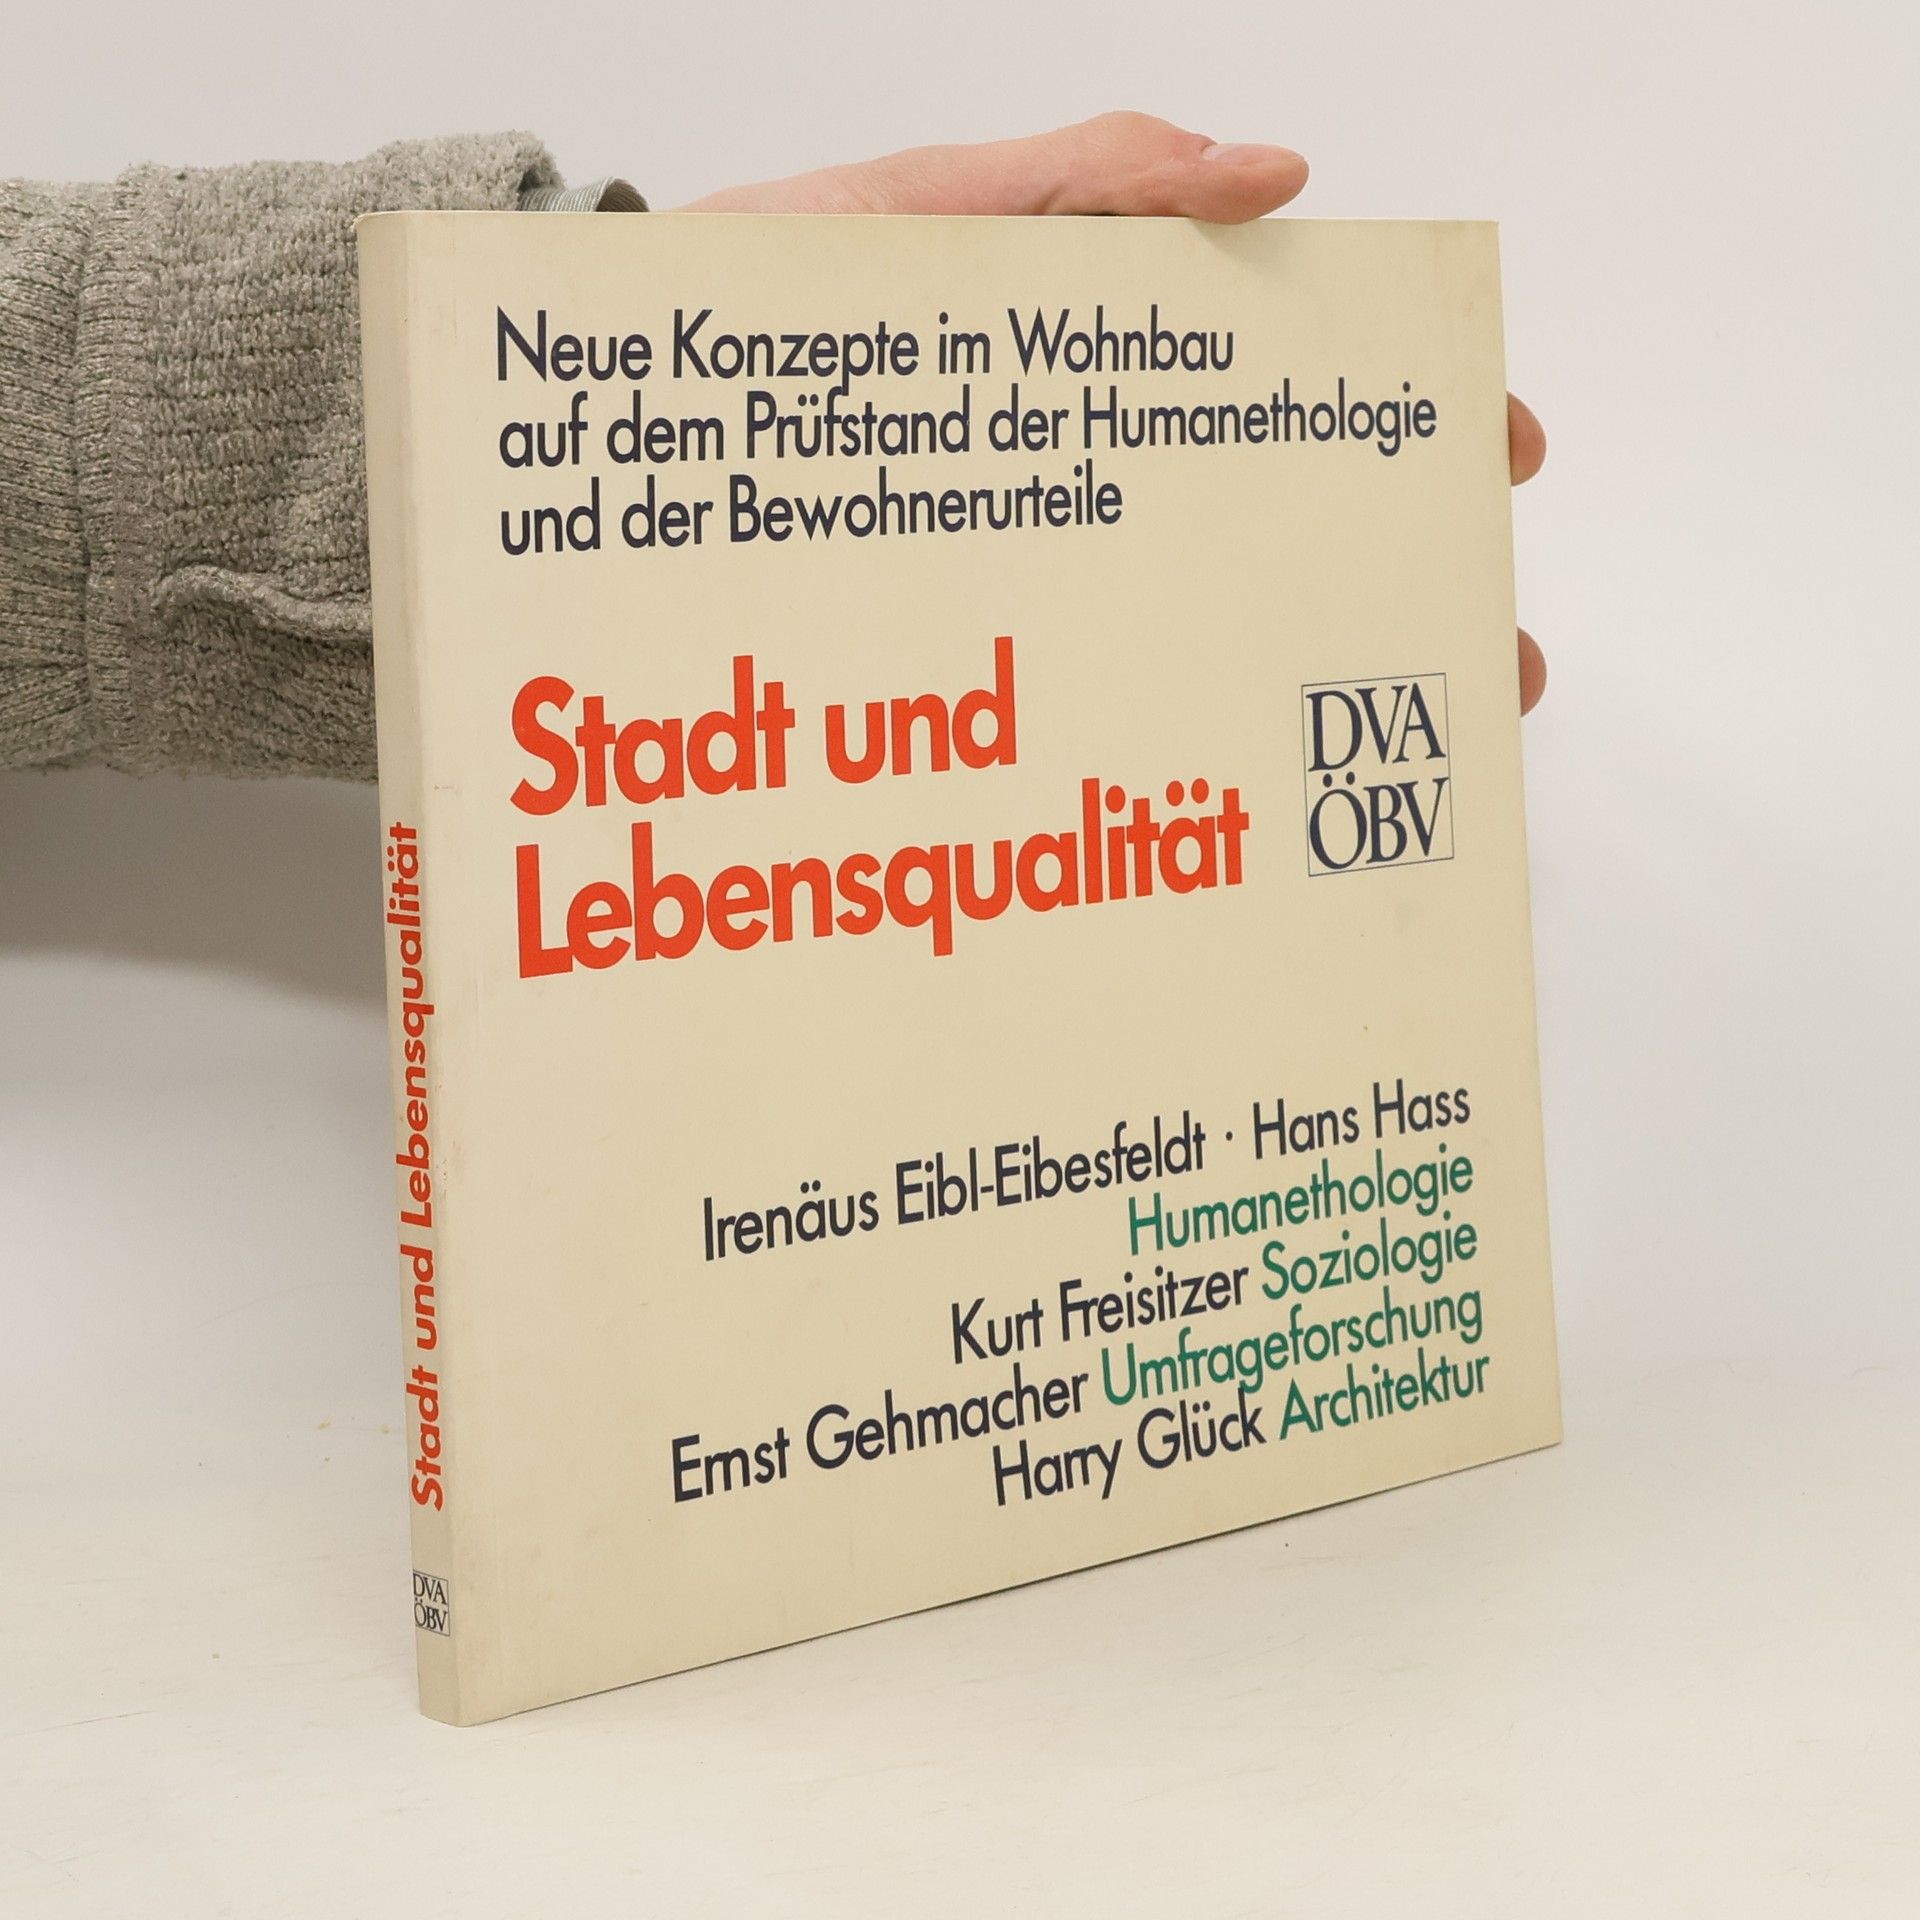 Neue Konzepte im Wohnbau
auf dem Prüfstand der Humanethologie
und der Bewohnerurteile
Stadt und
Lebensqualität
DVA
ÖBV
Irenäus Eibl-Eibesfeldt · Hans Hass
Humanethologie
Kurt Freisitzer Soziologie
Ernst Gehmacher Umfrageforschung
Harry Glück Architektur
Stadt und Lebensqualität
DVA
ÖBV